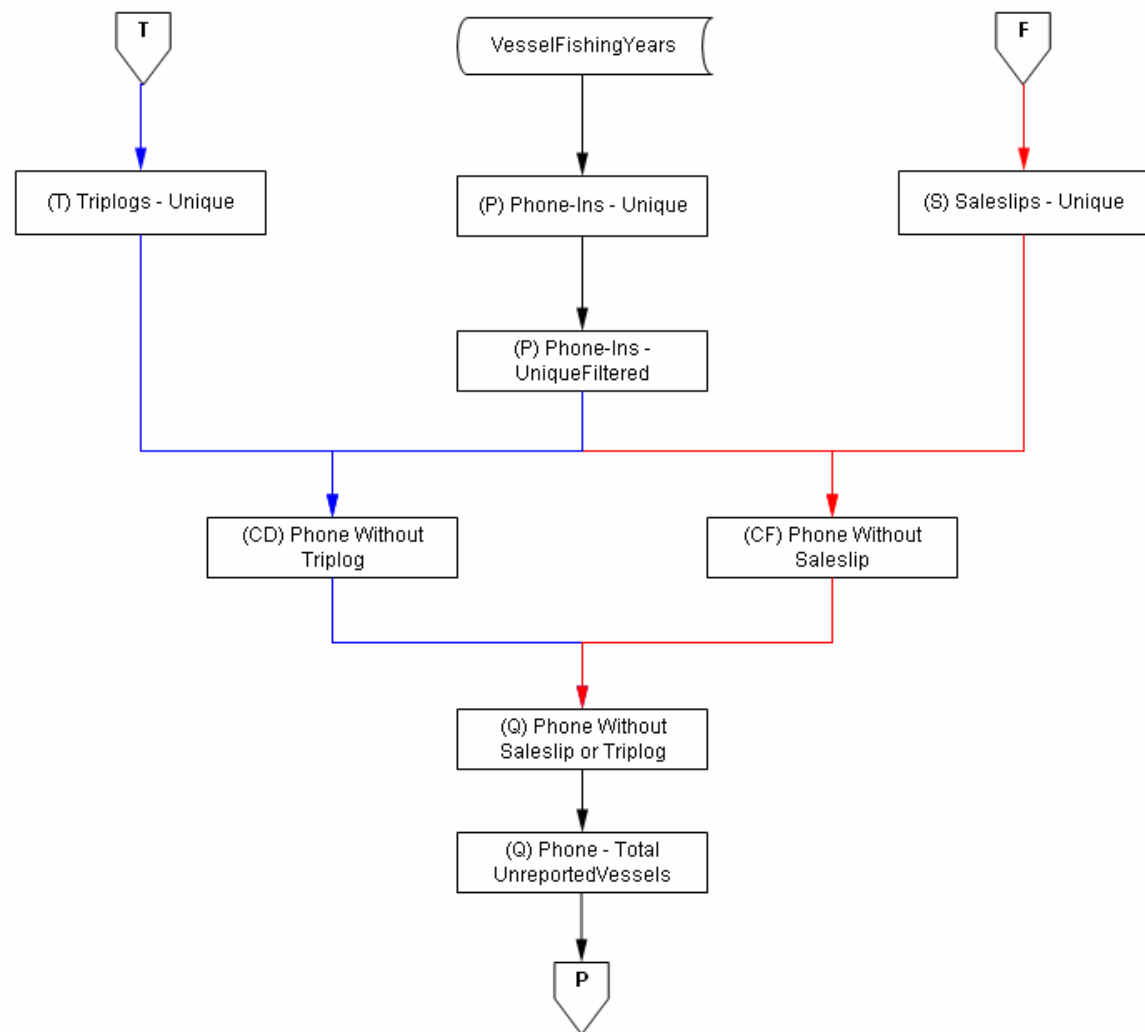 T
VesselFishingYears
F
(T) Triplogs - Unique
(P) Phone-Ins - Unique
(S) Saleslips - Unique
(P) Phone-Ins -
UniqueFiltered
(CD) Phone Without
Triplog
(CF) Phone Without
Saleslip
(Q) Phone Without
Saleslip or Triplog
(Q) Phone - Total
UnreportedVessels
P